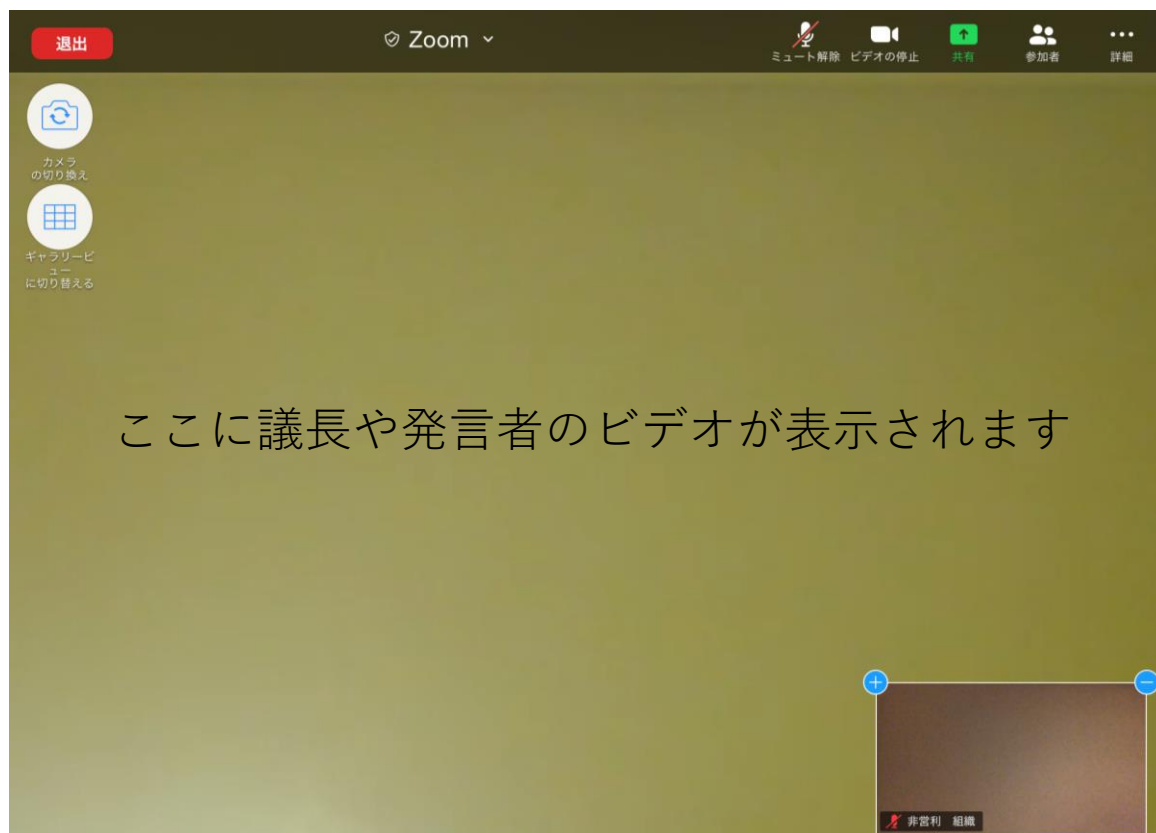 退出
Zoom
ミュート解除
ビデオの停止
共有
参加者
詳細
カメラ
の切り換え
ギャラリービ
ュー
に切り替える
ここに議長や発言者のビデオが表示されます
非営利　組織